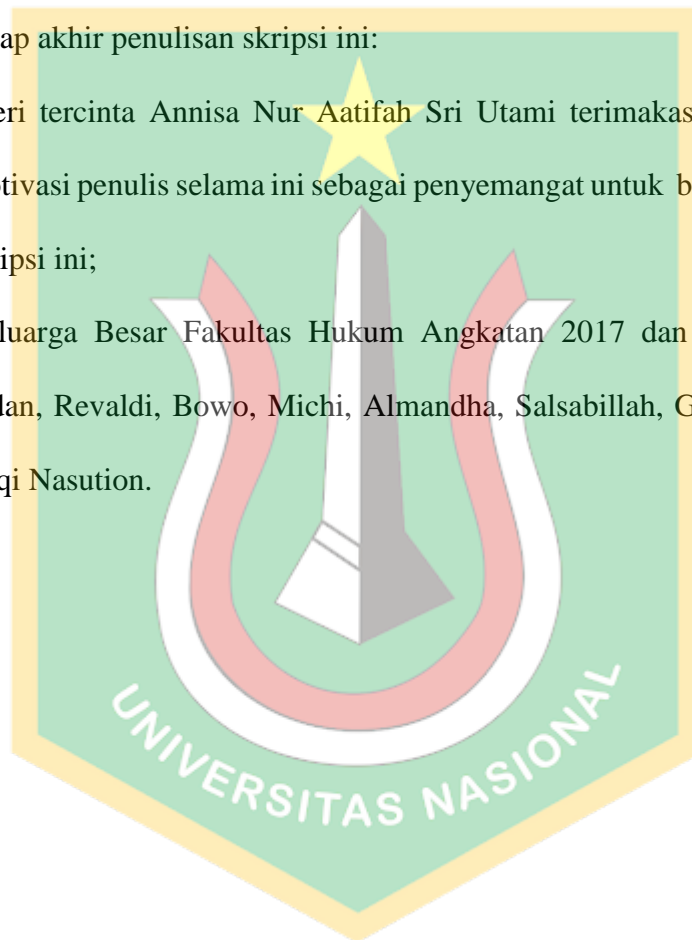 ap akhir penulisan skripsi ini:
eri tercinta Annisa Nur Aatifah Sri Utami terimakas
otivasi penulis selama ini sebagai penyemangat untuk b
ipsi ini;
luarga Besar Fakultas Hukum Angkatan 2017 dan
dan, Revaldi, Bowo, Michi, Almandha, Salsabillah, G
qi Nasution.
UNIVERSITAS NASIONAL